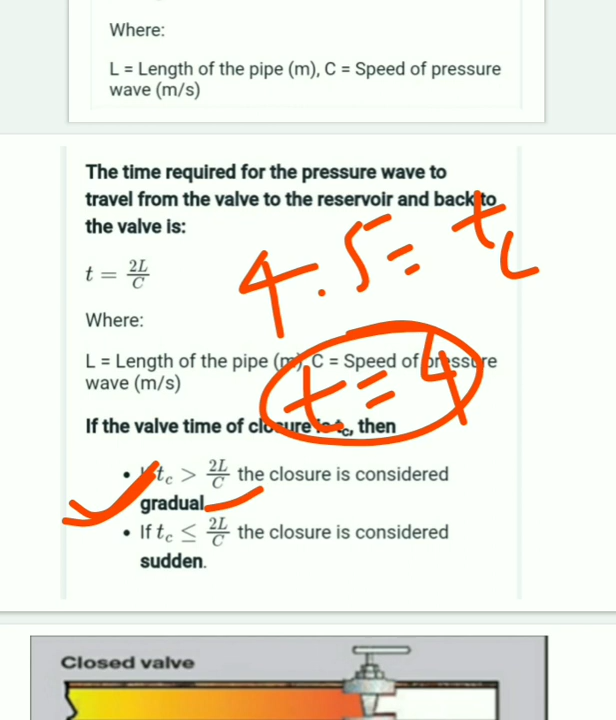 Where:
L = Length of the pipe (m), C = Speed of pressure
wave (m/s)
The time required for the pressure wave to
travel from the valve to the reservoir and back to
the valve is:
t = 2L/C
4.5 = tc
Where:
L = Length of the pipe (m), C = Speed of pressure
wave (m/s)
t = 4
If the valve time of closure is tc, then
• If tc > 2L/C the closure is considered
gradual
• If tc ≤ 2L/C the closure is considered
sudden.
Closed valve